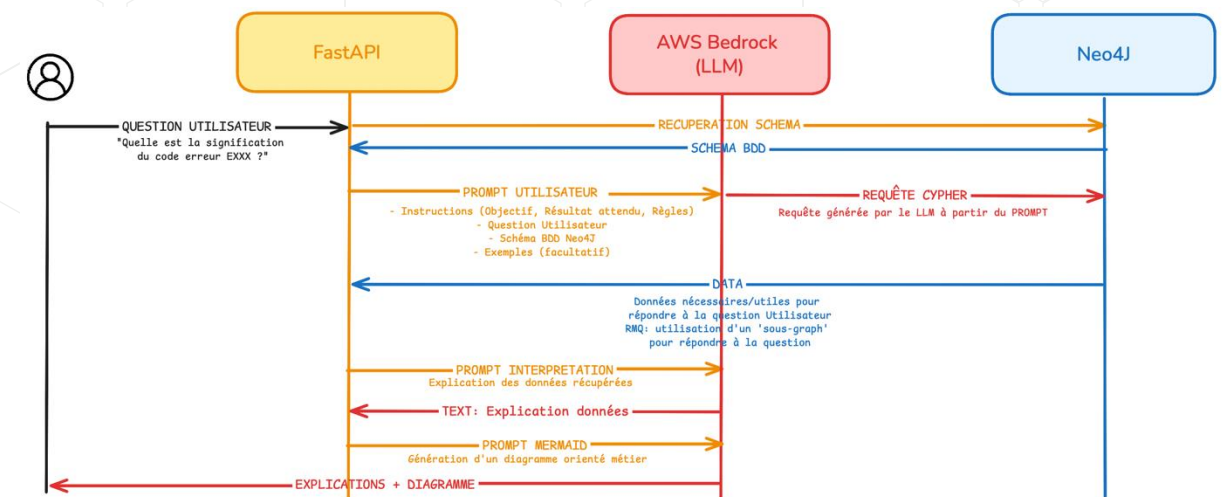 FastAPI
AWS Bedrock
(LLM)
Neo4J
QUESTION UTILISATEUR
"Quelle est la signification
du code erreur EXXX ?"
RECUPERATION SCHEMA
SCHEMA BDD
PROMPT UTILISATEUR
- Instructions (Objectif, Résultat attendu, Règles)
- Question Utilisateur
- Schéma BDD Neo4J
- Exemples (facultatif)
REQUÊTE CYPHER
Requête générée par le LLM à partir du PROMPT
DATA
Données nécessaires/utiles pour
répondre à la question Utilisateur
RMQ: utilisation d'un 'sous-graph'
pour répondre à la question
PROMPT INTERPRETATION
Explication des données récupérées
TEXT: Explication données
PROMPT MERMAID
Génération d'un diagramme orienté métier
EXPLICATIONS + DIAGRAMME